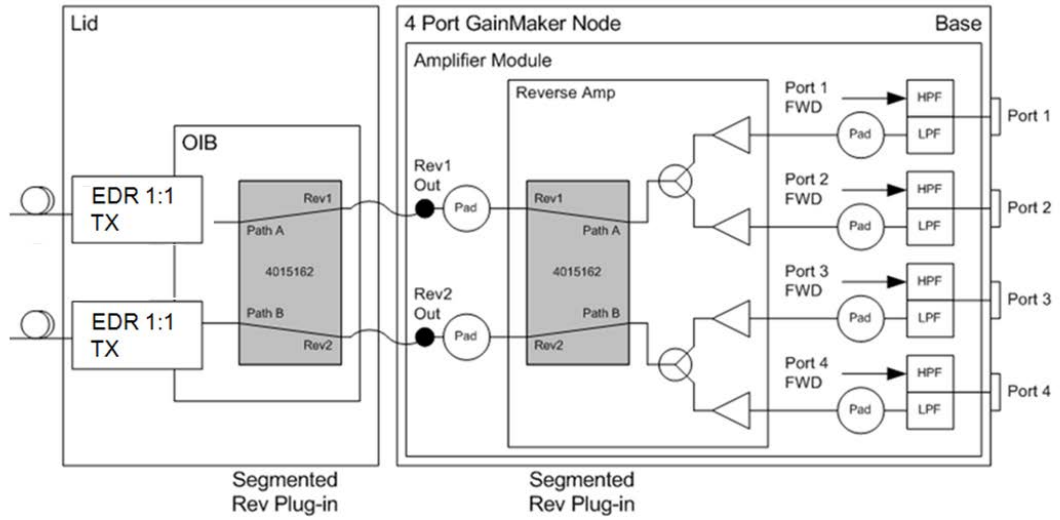 Lid
4 Port GainMaker Node
Base
Amplifier Module
Reverse Amp
OIB
EDR 1:1
TX
EDR 1:1
TX
Rev1
Path A
4015162
Path B
Rev2
Rev1
Out
Pad
Rev2
Out
Pad
Rev1
Path A
4015162
Path B
Rev2
Port 1
FWD
Pad
HPF
LPF
Port 1
Port 2
FWD
Pad
HPF
LPF
Port 2
Port 3
FWD
Pad
HPF
LPF
Port 3
Port 4
FWD
Pad
HPF
LPF
Port 4
Segmented
Rev Plug-in
Segmented
Rev Plug-in